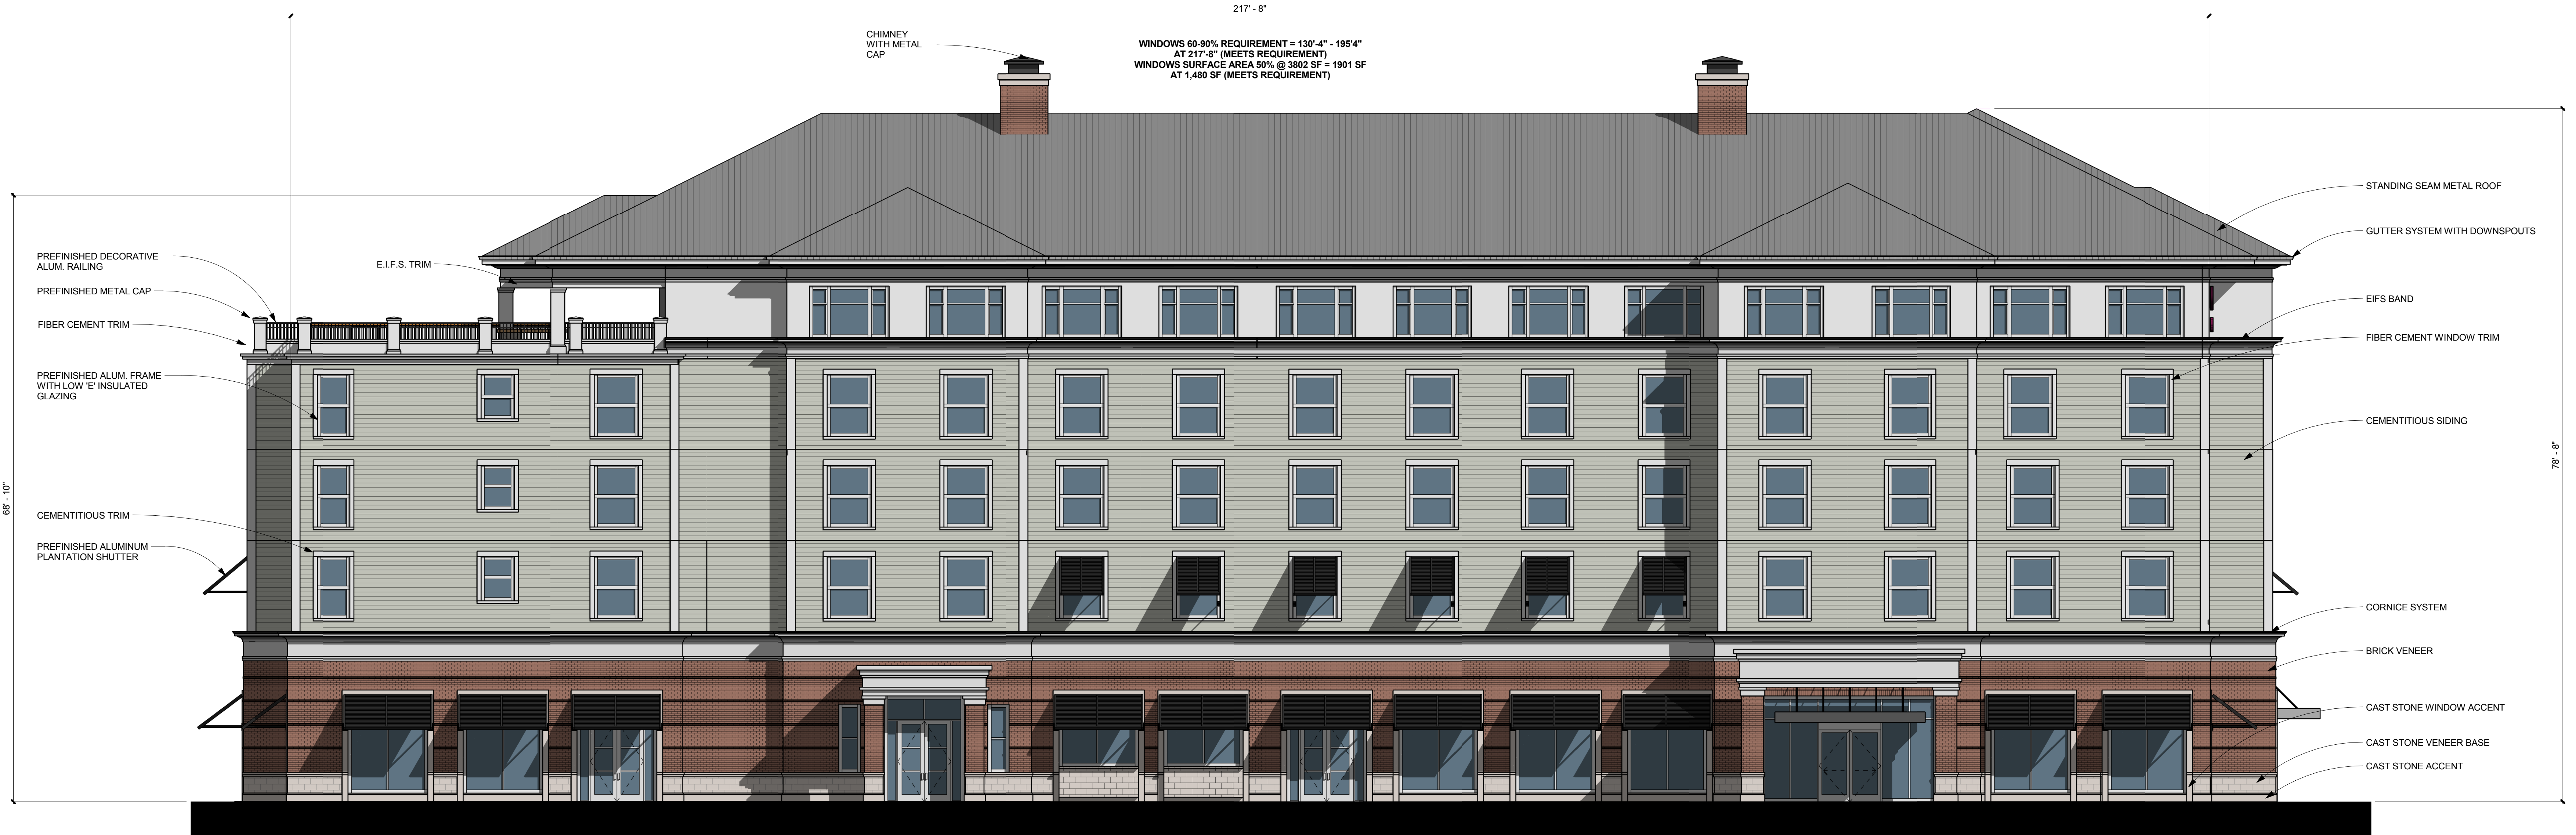 217' - 8"
CHIMNEY
WITH METAL
CAP
WINDOWS 60-90% REQUIREMENT = 130'-4" - 195'4"
AT 217'-8" (MEETS REQUIREMENT)
WINDOWS SURFACE AREA 50% @ 3802 SF = 1901 SF
AT 1,480 SF (MEETS REQUIREMENT)
PREFINISHED DECORATIVE
ALUM. RAILING
E.I.F.S. TRIM
PREFINISHED METAL CAP
FIBER CEMENT TRIM
PREFINISHED ALUM. FRAME
WITH LOW 'E' INSULATED
GLAZING
68' - 10"
CEMENTITIOUS TRIM
PREFINISHED ALUMINUM
PLANTATION SHUTTER
STANDING SEAM METAL ROOF
GUTTER SYSTEM WITH DOWNSPOUTS
EIFS BAND
FIBER CEMENT WINDOW TRIM
CEMENTITIOUS SIDING
78' - 8"
CORNICE SYSTEM
BRICK VENEER
CAST STONE WINDOW ACCENT
CAST STONE VENEER BASE
CAST STONE ACCENT